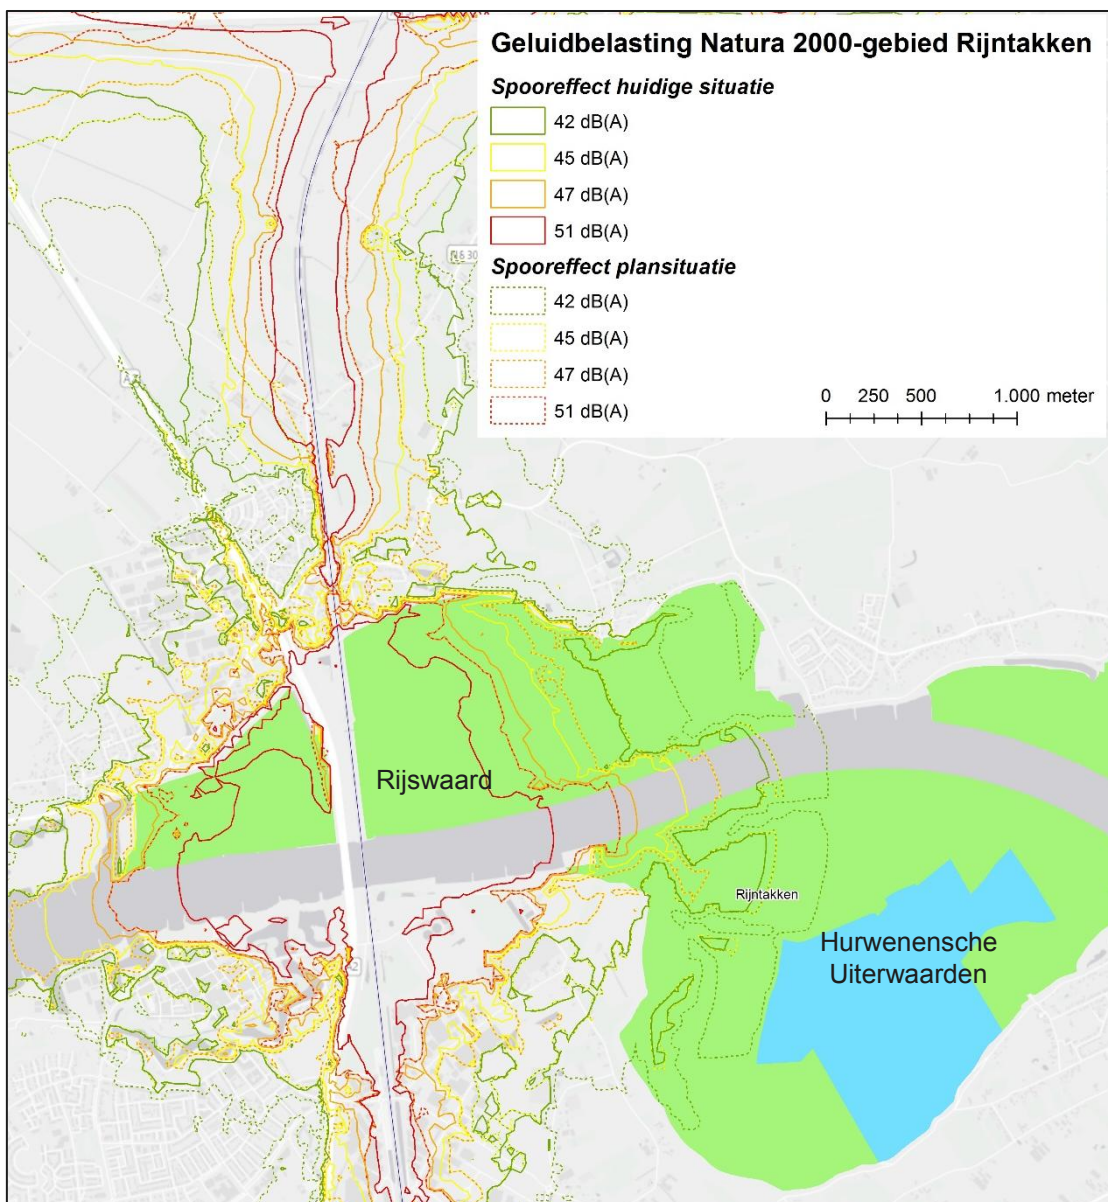 Geluidbelasting Natura 2000-gebied Rijntakken
Spooreffect huidige situatie
42 dB(A)
45 dB(A)
47 dB(A)
51 dB(A)
Spooreffect plansituatie
42 dB(A)
45 dB(A)
47 dB(A)
51 dB(A)
0 250 500 1.000 meter
Rijswaard
Rijntakken
Hurwenensche
Uiterwaarden